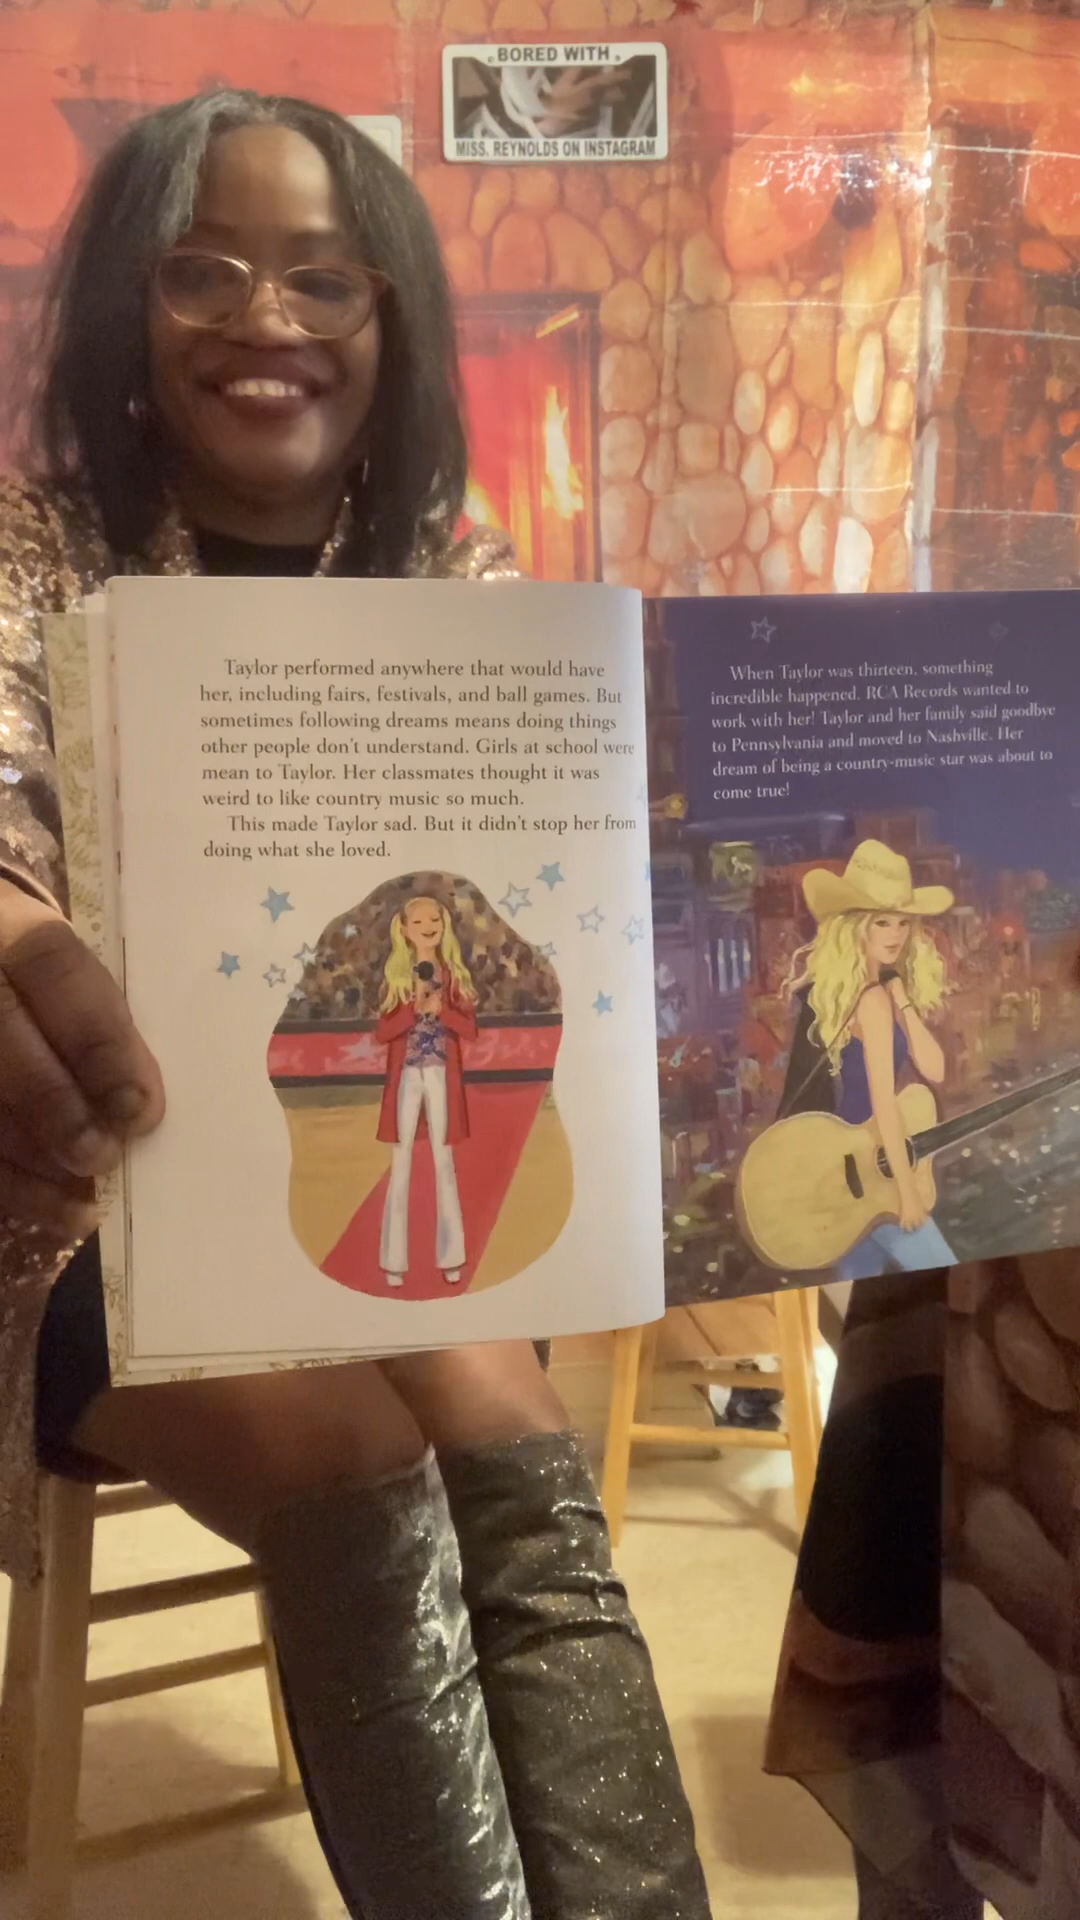 BORED WITH
MISS. REYNOLDS ON INSTAGRAM
Taylor performed anywhere that would have
her, including fairs, festivals, and ball games. But
sometimes following dreams means doing things
other people don't understand. Girls at school were
mean to Taylor. Her classmates thought it was
weird to like country music so much.
This made Taylor sad. But it didn't stop her from
doing what she loved.
When Taylor was thirteen, something
incredible happened. RCA Records wanted to
work with her! Taylor and her family said goodbye
to Pennsylvania and moved to Nashville. Her
dream of being a country-music star was about to
come true!